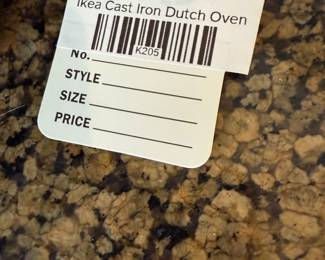 Ikea Cast Iron Dutch Oven
K205
No.
STYLE
SIZE
PRICE